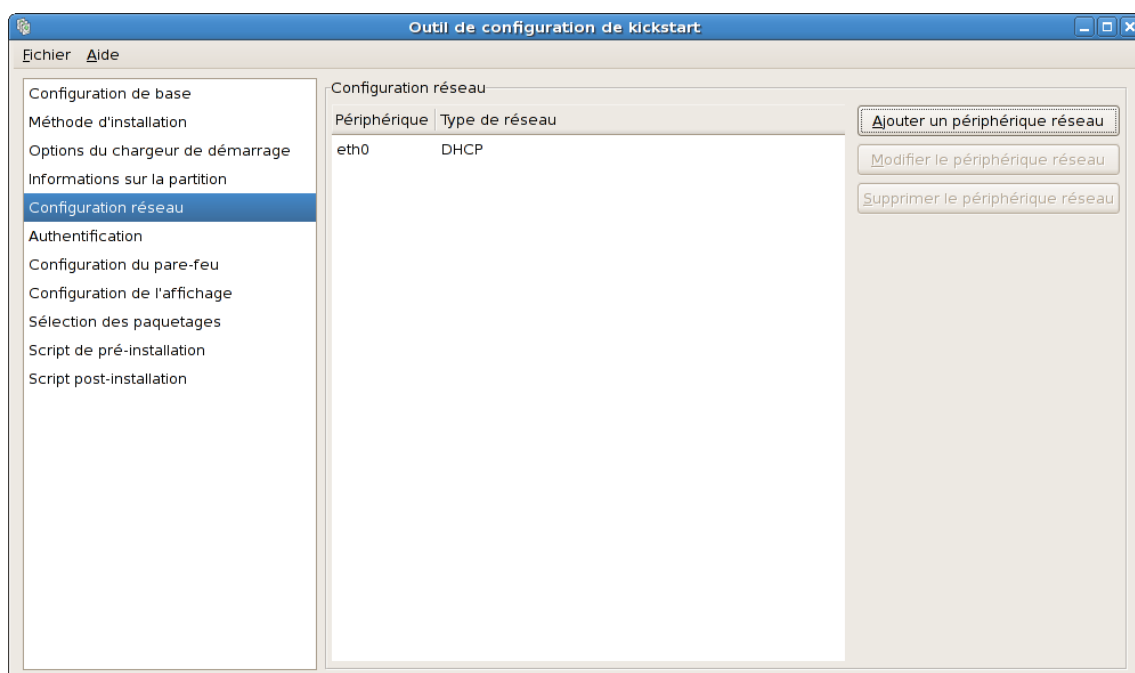 Outil de configuration de kickstart
Fichier Aide
Configuration de base
Méthode d'installation
Options du chargeur de démarrage
Informations sur la partition
Configuration réseau
Authentification
Configuration du pare-feu
Configuration de l'affichage
Sélection des paquetages
Script de pré-installation
Script post-installation
Configuration réseau
Périphérique Type de réseau
eth0 DHCP
Ajouter un périphérique réseau
Modifier le périphérique réseau
Supprimer le périphérique réseau